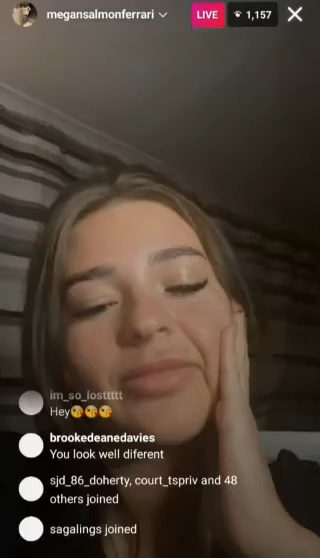 megansalmonferrari
LIVE
1,157
im_so_losttttt
Hey🤏🤏🤏
brookedeanedavies
You look well diferent
sjd_86_doherty, court_tspriv and 48
others joined
sagalings joined